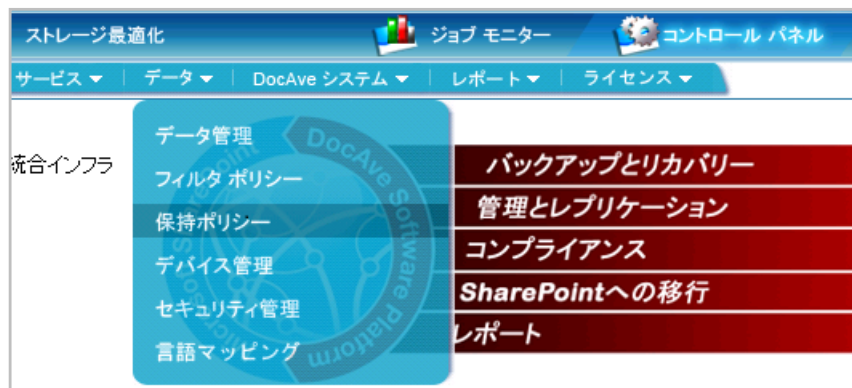 ストレージ最適化
ジョブ モニター
コントロール パネル
サービス
データ
DocAve システム
レポート
ライセンス
データ管理
フィルタ ポリシー
保持ポリシー
デバイス管理
セキュリティ管理
言語マッピング
統合インフラ
バックアップとリカバリー
管理とレプリケーション
コンプライアンス
SharePointへの移行
レポート
DocAve Software Platform
Microsoft SharePoint